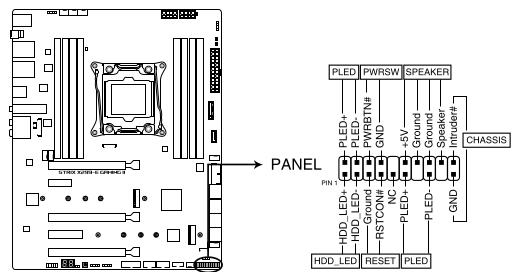 PLED PWRSW SPEAKER
PLED+
PLED-
PWRBTN#
GND
+5V
Ground
Ground
Speaker
Intruder#
CHASSIS
PANEL
PIN 1
HDD_LED+
HDD_LED-
Ground
RSTCON#
NC
PLED+
PLED-
GND
HDD_LED RESET PLED
STRIX X299-E GAMING II